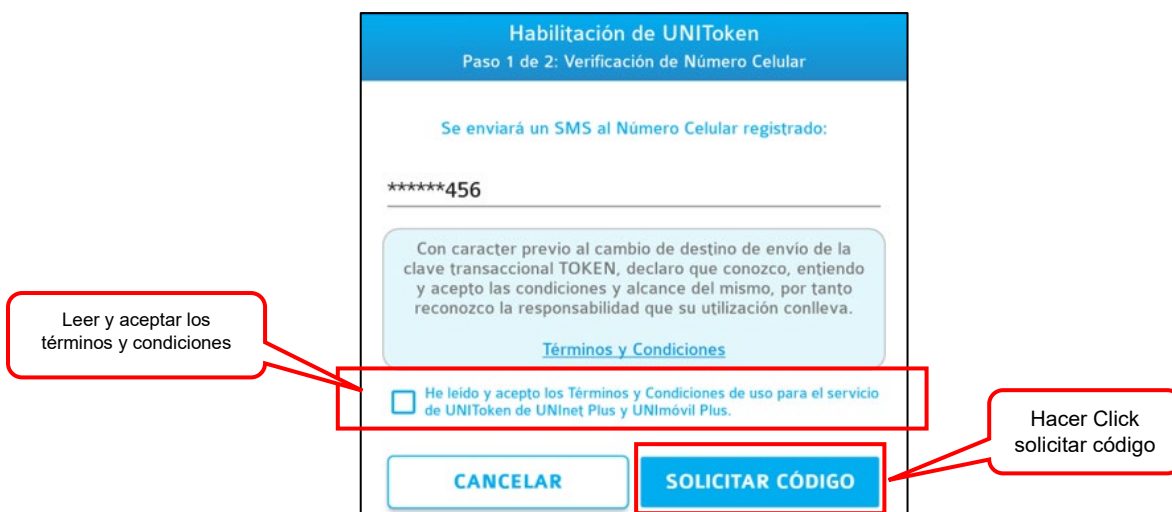 Habilitación de UNIToken
Paso 1 de 2: Verificación de Número Celular
Se enviará un SMS al Número Celular registrado:
******456
Con caracter previo al cambio de destino de envío de la
clave transaccional TOKEN, declaro que conozco, entiendo
y acepto las condiciones y alcance del mismo, por tanto
reconozco la responsabilidad que su utilización conlleva.
Términos y Condiciones
Leer y aceptar los
términos y condiciones
He leído y acepto los Términos y Condiciones de uso para el servicio
de UNIToken de UNInet Plus y UNImóvil Plus.
Hacer Click
solicitar código
CANCELAR
SOLICITAR CÓDIGO